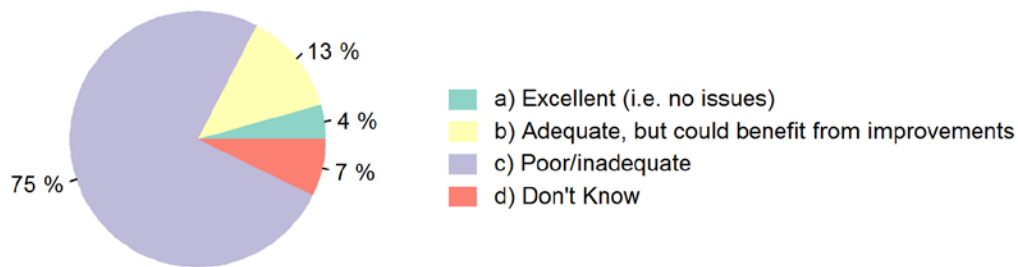 13 %
4 %
7 %
75 %
a) Excellent (i.e. no issues)
b) Adequate, but could benefit from improvements
c) Poor/inadequate
d) Don't Know